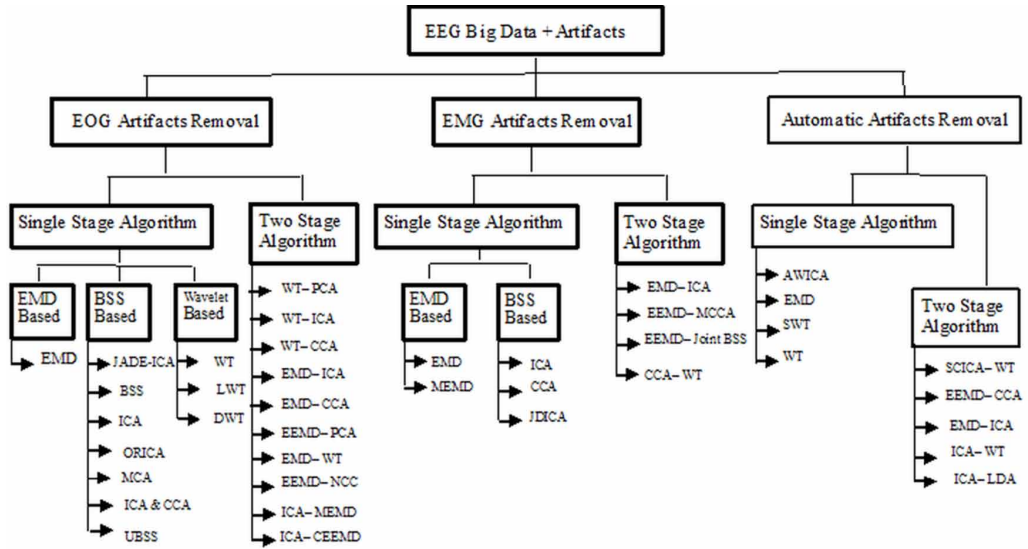 EEG Big Data + Artifacts
EOG Artifacts Removal
EMG Artifacts Removal
Automatic Artifacts Removal
Single Stage Algorithm
Two Stage
Algorithm
EMD
Based
BSS
Based
Wavelet
Based
EMD
JADE-ICA
BSS
ICA
ORICA
MCA
ICA & CCA
UBSS
WT
LWT
DWT
WT-PCA
WT-ICA
WT-CCA
EMD-ICA
EMD-CCA
EEMD-PCA
EMD-WT
EEMD-NCC
ICA-MEMD
ICA-CEEMD
Single Stage Algorithm
Two Stage
Algorithm
EMD
Based
BSS
Based
EMD
MEMD
ICA
CCA
JDICA
EMD-ICA
EEMD-MCCA
EEMD-Joint BSS
CCA-WT
Single Stage Algorithm
AWICA
EMD
SWT
WT
Two Stage
Algorithm
SCICA-WT
EEMD-CCA
EMD-ICA
ICA-WT
ICA-LDA